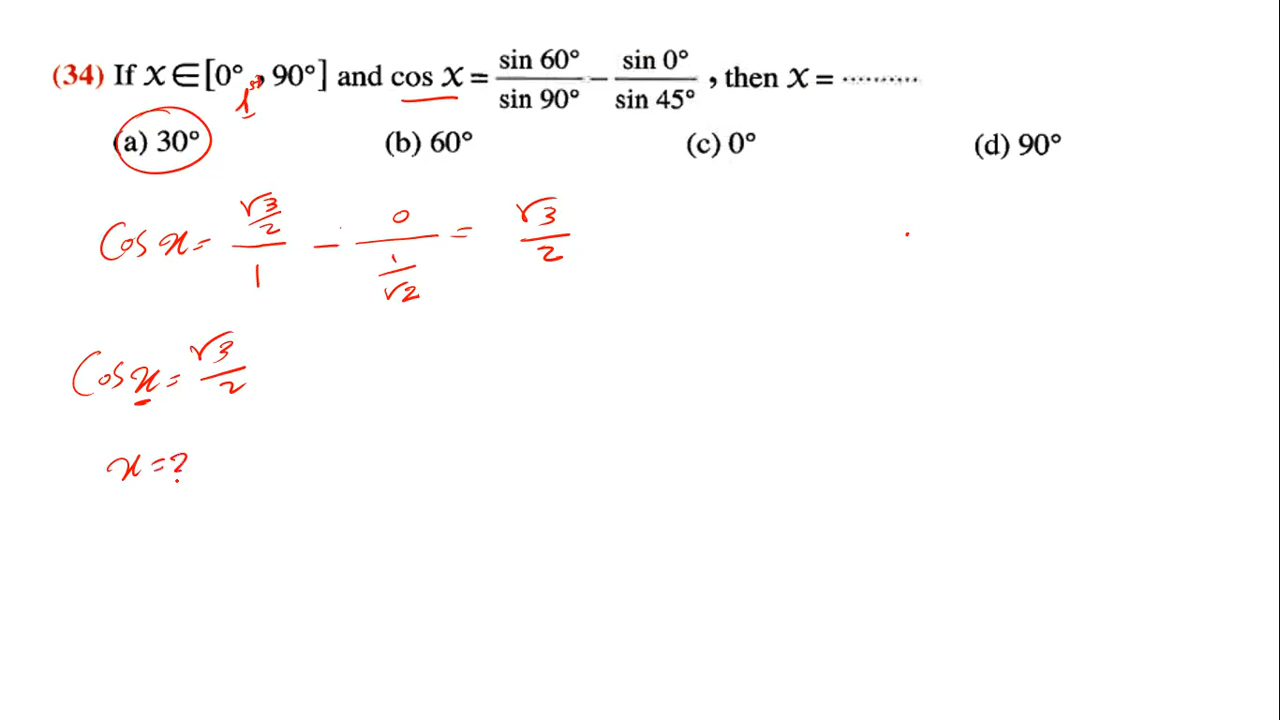 (34) If X ∈ [0° , 90°] and cos X = sin 60° / sin 90° − sin 0° / sin 45° , then X = ..........
1st
(a) 30° (b) 60° (c) 0° (d) 90°
Cos x = (√3/2) / 1 − 0 / (1/√2) = √3/2
Cos x = √3/2
x = ?